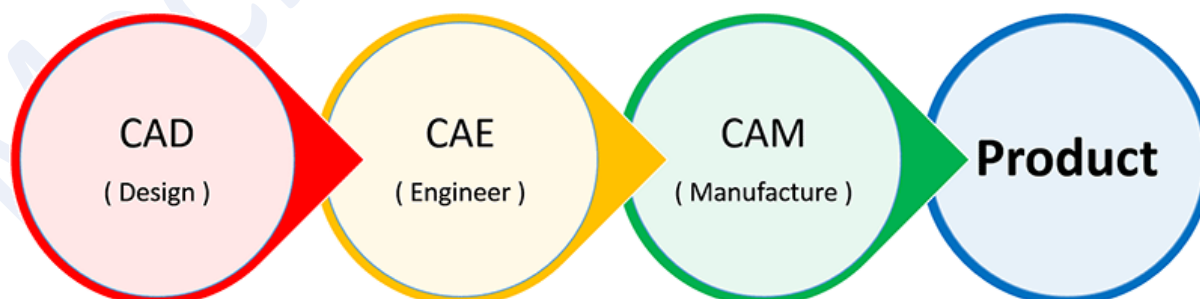 CAD
( Design )
CAE
( Engineer )
CAM
( Manufacture )
Product